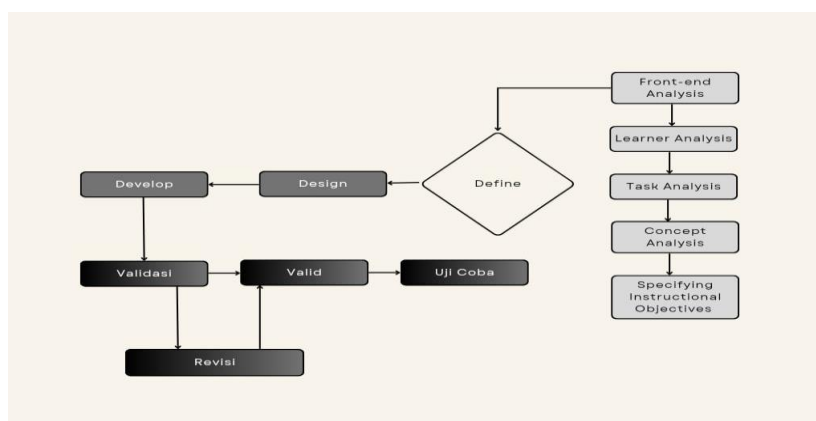 Front-end
Analysis
Learner Analysis
Task Analysis
Concept
Analysis
Specifying
Instructional
Objectives
Define
Design
Develop
Validasi
Valid
Uji Coba
Revisi